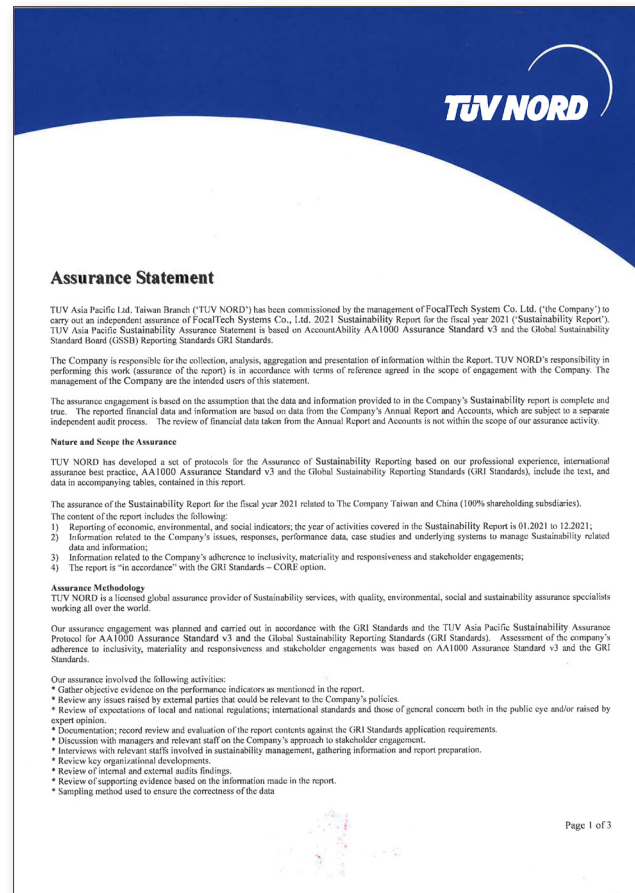 TÜV NORD
Assurance Statement
TUV Asia Pacific Ltd. Taiwan Branch ('TUV NORD') has been commissioned by the management of FocalTech System Co. Ltd. ('the Company') to
carry out an independent assurance of FocalTech Systems Co., Ltd. 2021 Sustainability Report for the fiscal year 2021 ('Sustainability Report').
TUV Asia Pacific Sustainability Assurance Statement is based on AccountAbility AA1000 Assurance Standard v3 and the Global Sustainability
Standard Board (GSSB) Reporting Standards GRI Standards.
The Company is responsible for the collection, analysis, aggregation and presentation of information within the Report. TUV NORD's responsibility in
performing this work (assurance of the report) is in accordance with terms of reference agreed in the scope of engagement with the Company. The
management of the Company are the intended users of this statement.
The assurance engagement is based on the assumption that the data and information provided to in the Company's Sustainability report is complete and
true. The reported financial data and information are based on data from the Company's Annual Report and Accounts, which are subject to a separate
independent audit process. The review of financial data taken from the Annual Report and Accounts is not within the scope of our assurance activity.
Nature and Scope the Assurance
TUV NORD has developed a set of protocols for the Assurance of Sustainability Reporting based on our professional experience, international
assurance best practice, AA1000 Assurance Standard v3 and the Global Sustainability Reporting Standards (GRI Standards), include the text, and
data in accompanying tables, contained in this report.
The assurance of the Sustainability Report for the fiscal year 2021 related to The Company Taiwan and China (100% shareholding subsdiaries).
The content of the report includes the following:
1) Reporting of economic, environmental, and social indicators; the year of activities covered in the Sustainability Report is 01.2021 to 12.2021;
2) Information related to the Company's issues, responses, performance data, case studies and underlying systems to manage Sustainability related
data and information;
3) Information related to the Company's adherence to inclusivity, materiality and responsiveness and stakeholder engagements;
4) The report is "in accordance" with the GRI Standards – CORE option.
Assurance Methodology
TUV NORD is a licensed global assurance provider of Sustainability services, with quality, environmental, social and sustainability assurance specialists
working all over the world.
Our assurance engagement was planned and carried out in accordance with the GRI Standards and the TUV Asia Pacific Sustainability Assurance
Protocol for AA1000 Assurance Standard v3 and the Global Sustainability Reporting Standards (GRI Standards). Assessment of the company's
adherence to inclusivity, materiality and responsiveness and stakeholder engagements was based on AA1000 Assurance Standard v3 and the GRI
Standards.
Our assurance involved the following activities:
* Gather objective evidence on the performance indicators as mentioned in the report.
* Review any issues raised by external parties that could be relevant to the Company's policies.
* Review of expectations of local and national regulations; international standards and those of general concern both in the public eye and/or raised by
expert opinion.
* Documentation; record review and evaluation of the report contents against the GRI Standards application requirements.
* Discussion with managers and relevant staff on the Company's approach to stakeholder engagement.
* Interviews with relevant staffs involved in sustainability management, gathering information and report preparation.
* Review key organizational developments.
* Review of internal and external audits findings.
* Review of supporting evidence based on the information made in the report.
* Sampling method used to ensure the correctness of the data
Page 1 of 3